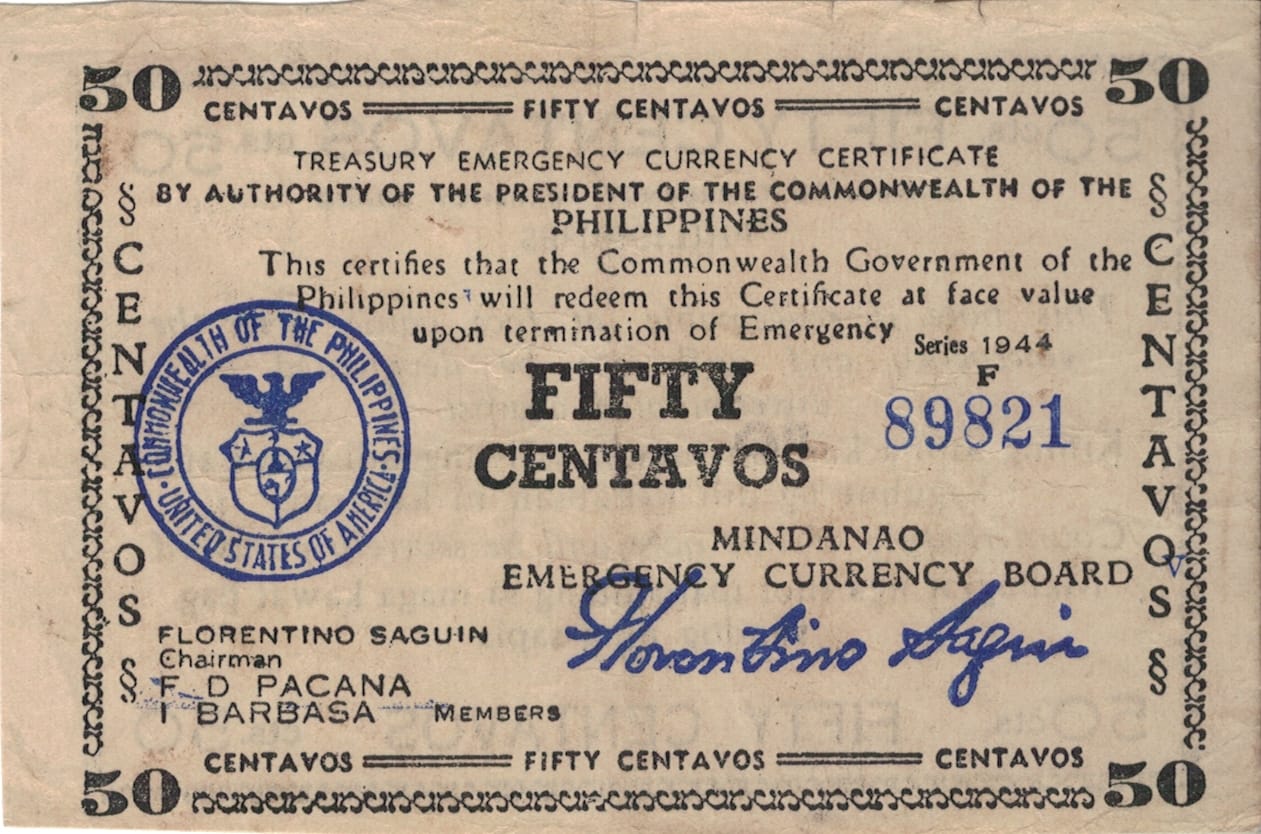 50 50
CENTAVOS FIFTY CENTAVOS CENTAVOS
TREASURY EMERGENCY CURRENCY CERTIFICATE
§ BY AUTHORITY OF THE PRESIDENT OF THE COMMONWEALTH OF THE §
PHILIPPINES
This certifies that the Commonwealth Government of the
Philippines will redeem this Certificate at face value
upon termination of Emergency
Series 1944
F
89821
FIFTY
CENTAVOS
COMMONWEALTH OF THE PHILIPPINES
UNITED STATES OF AMERICA
CENTAVOS §
CENTAVOS §
MINDANAO
EMERGENCY CURRENCY BOARD
Florentino Saguin
FLORENTINO SAGUIN
Chairman
F D PACANA
I BARBASA MEMBERS
CENTAVOS FIFTY CENTAVOS CENTAVOS
50 50